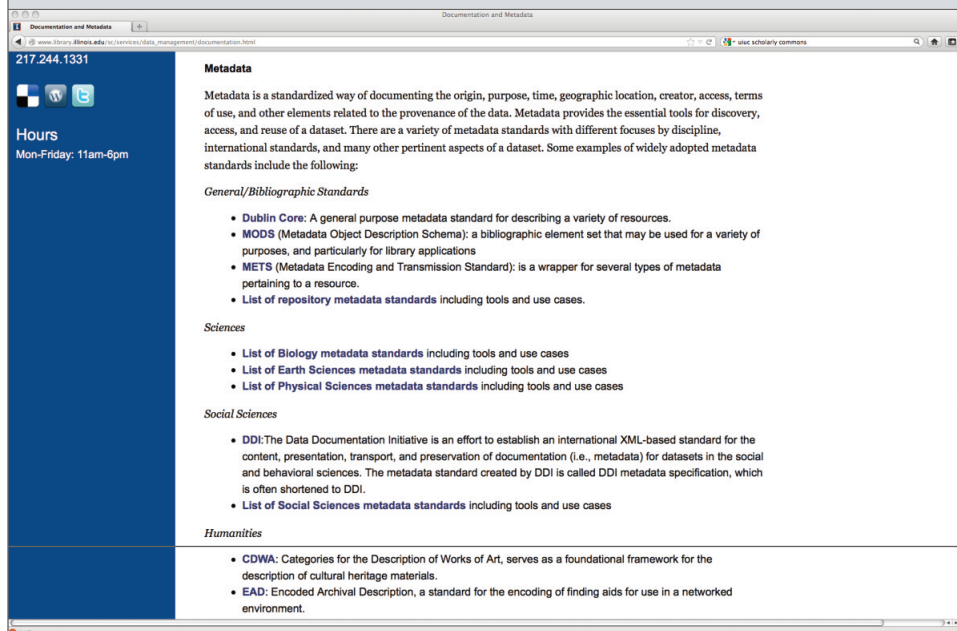 Documentation and Metadata
Documentation and Metadata
www.library.illinois.edu/sc/services/data_management/documentation.html
uiuc scholarly commons
217.244.1331
Hours
Mon-Friday: 11am-6pm
Metadata
Metadata is a standardized way of documenting the origin, purpose, time, geographic location, creator, access, terms
of use, and other elements related to the provenance of the data. Metadata provides the essential tools for discovery,
access, and reuse of a dataset. There are a variety of metadata standards with different focuses by discipline,
international standards, and many other pertinent aspects of a dataset. Some examples of widely adopted metadata
standards include the following:
General/Bibliographic Standards
• Dublin Core: A general purpose metadata standard for describing a variety of resources.
• MODS (Metadata Object Description Schema): a bibliographic element set that may be used for a variety of
purposes, and particularly for library applications
• METS (Metadata Encoding and Transmission Standard): is a wrapper for several types of metadata
pertaining to a resource.
• List of repository metadata standards including tools and use cases.
Sciences
• List of Biology metadata standards including tools and use cases
• List of Earth Sciences metadata standards including tools and use cases
• List of Physical Sciences metadata standards including tools and use cases
Social Sciences
• DDI:The Data Documentation Initiative is an effort to establish an international XML-based standard for the
content, presentation, transport, and preservation of documentation (i.e., metadata) for datasets in the social
and behavioral sciences. The metadata standard created by DDI is called DDI metadata specification, which
is often shortened to DDI.
• List of Social Sciences metadata standards including tools and use cases
Humanities
• CDWA: Categories for the Description of Works of Art, serves as a foundational framework for the
description of cultural heritage materials.
• EAD: Encoded Archival Description, a standard for the encoding of finding aids for use in a networked
environment.